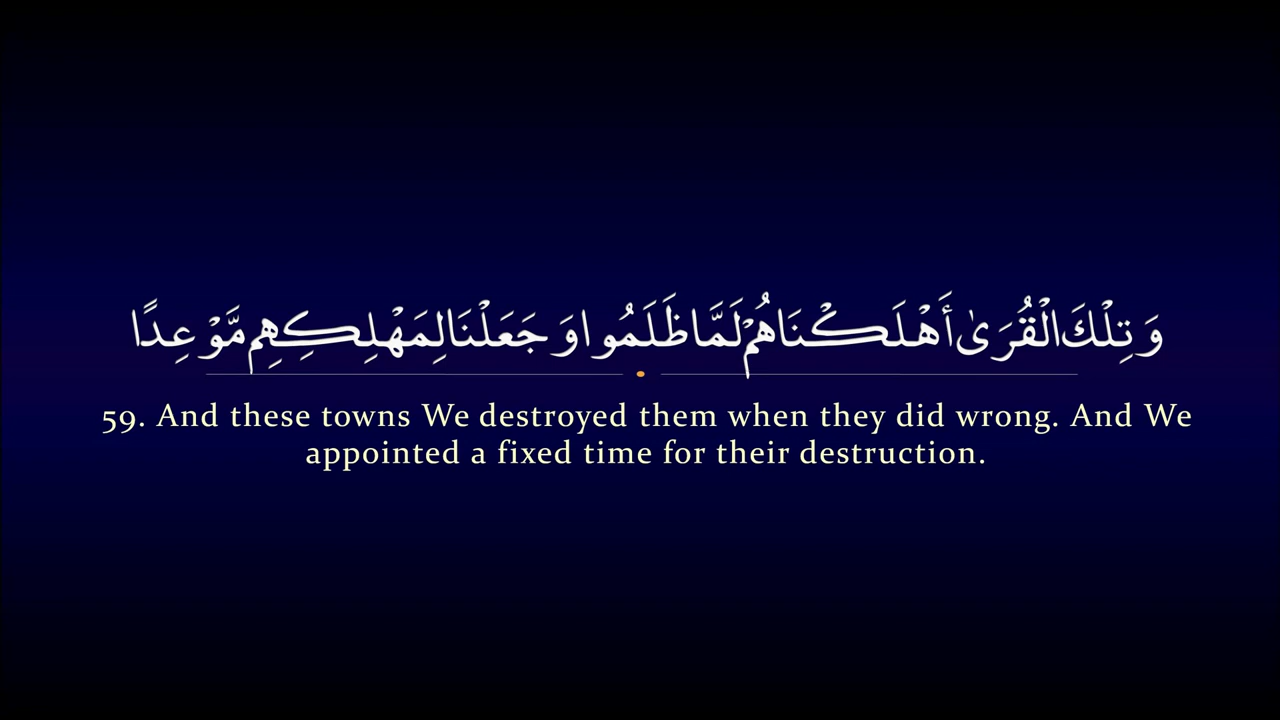 وَتِلْكَ الْقُرَىٰ أَهْلَكْنَاهُمْ لَمَّا ظَلَمُوا وَجَعَلْنَا لِمَهْلِكِهِم مَّوْعِدًا
59. And these towns We destroyed them when they did wrong. And We
appointed a fixed time for their destruction.